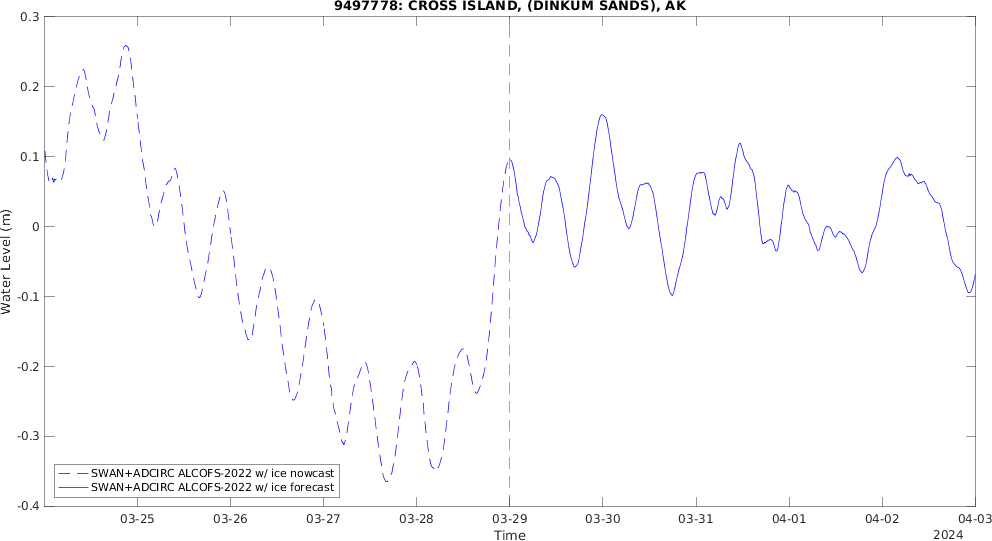 9497778: CROSS ISLAND, (DINKUM SANDS), AK
0.3
0.2
0.1
0
-0.1
-0.2
-0.3
-0.4
Water Level (m)
SWAN+ADCIRC ALCOFS-2022 w/ ice nowcast
SWAN+ADCIRC ALCOFS-2022 w/ ice forecast
03-25 03-26 03-27 03-28 03-29 03-30 03-31 04-01 04-02 04-03
Time
2024